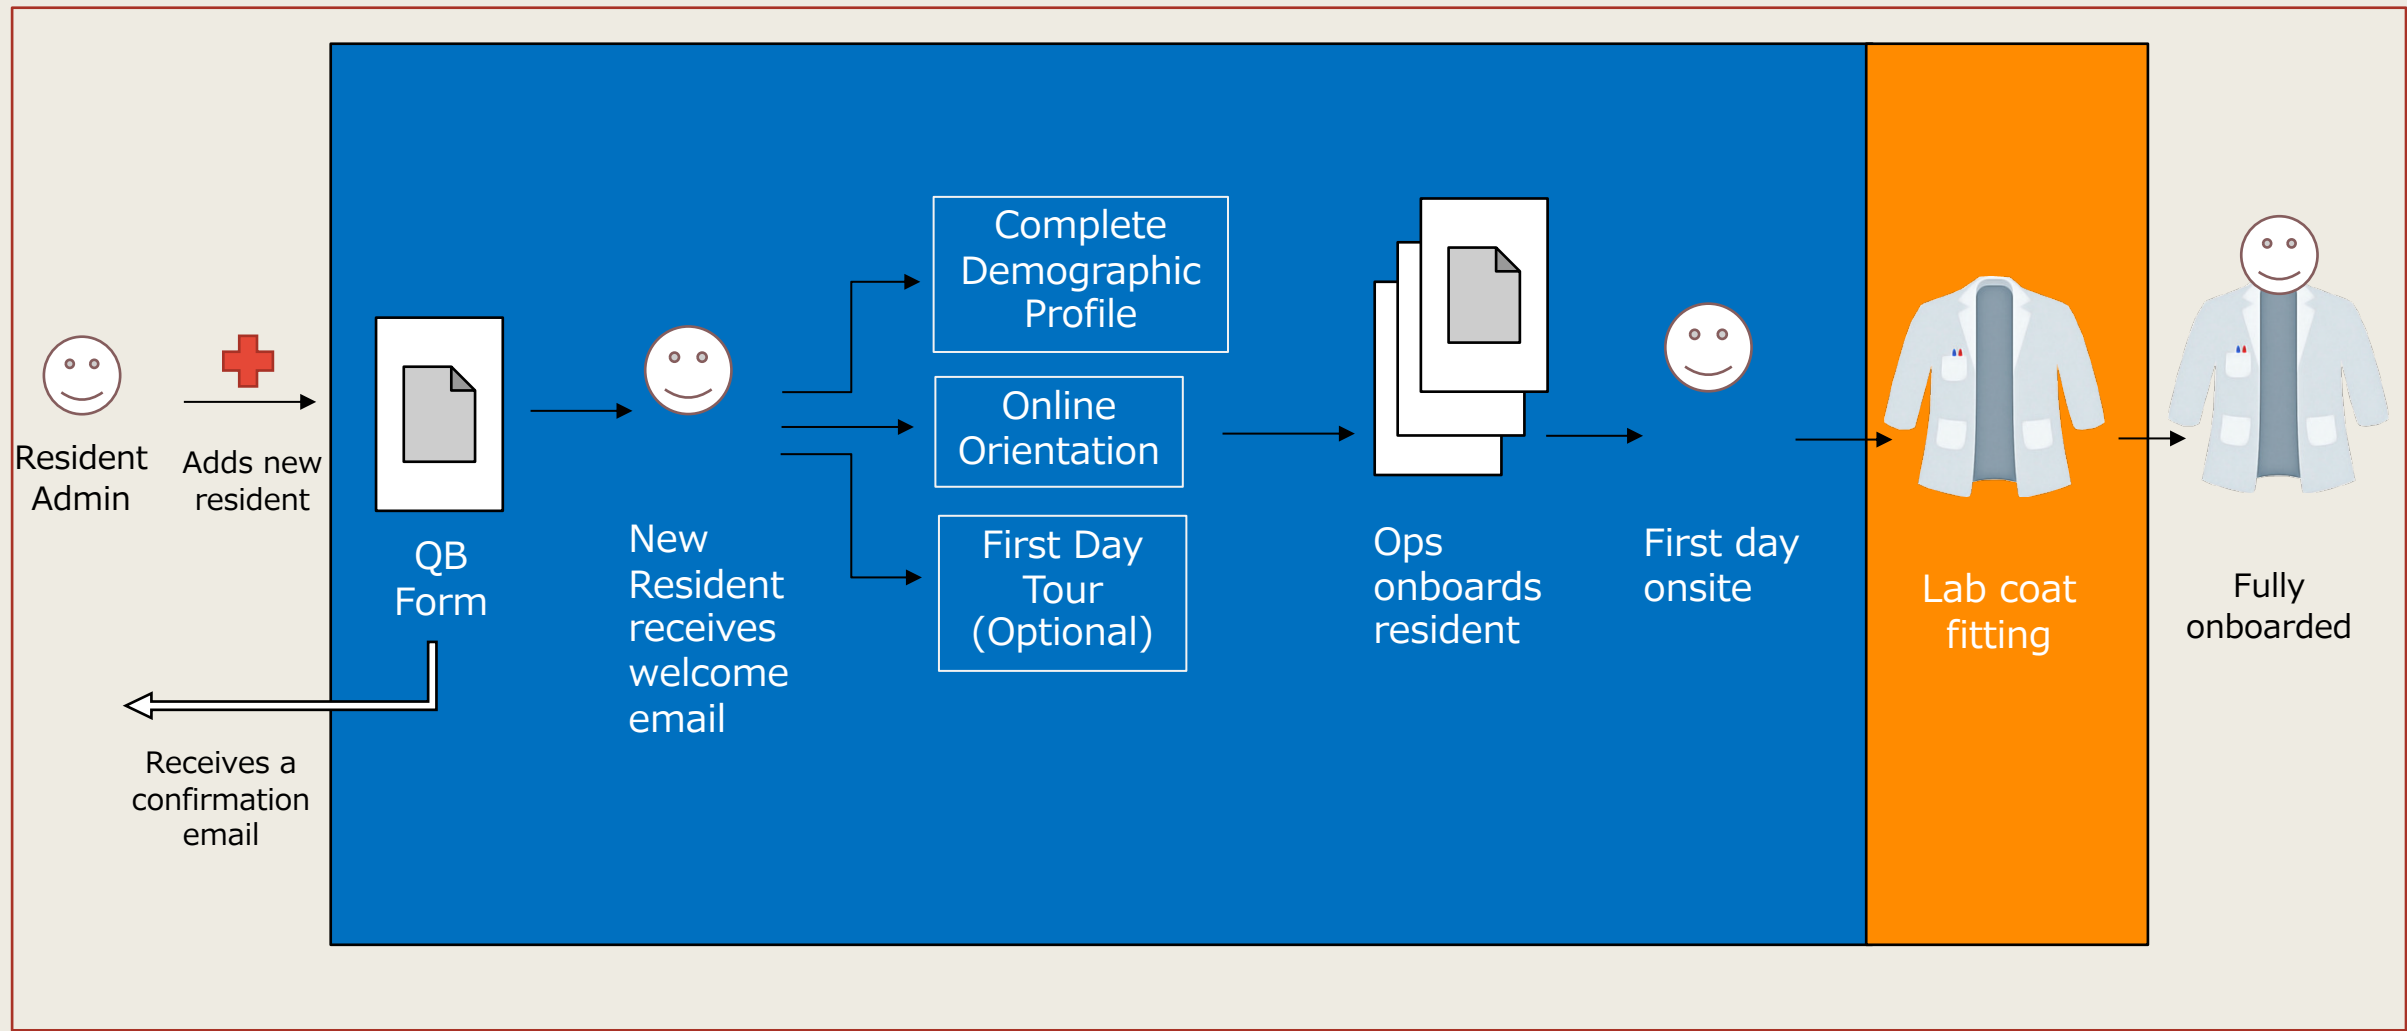 Resident
Admin
Adds new
resident
QB
Form
Receives a
confirmation
email
New
Resident
receives
welcome
email
Complete
Demographic
Profile
Online
Orientation
First Day
Tour
(Optional)
Ops
onboards
resident
First day
onsite
Lab coat
fitting
Fully
onboarded